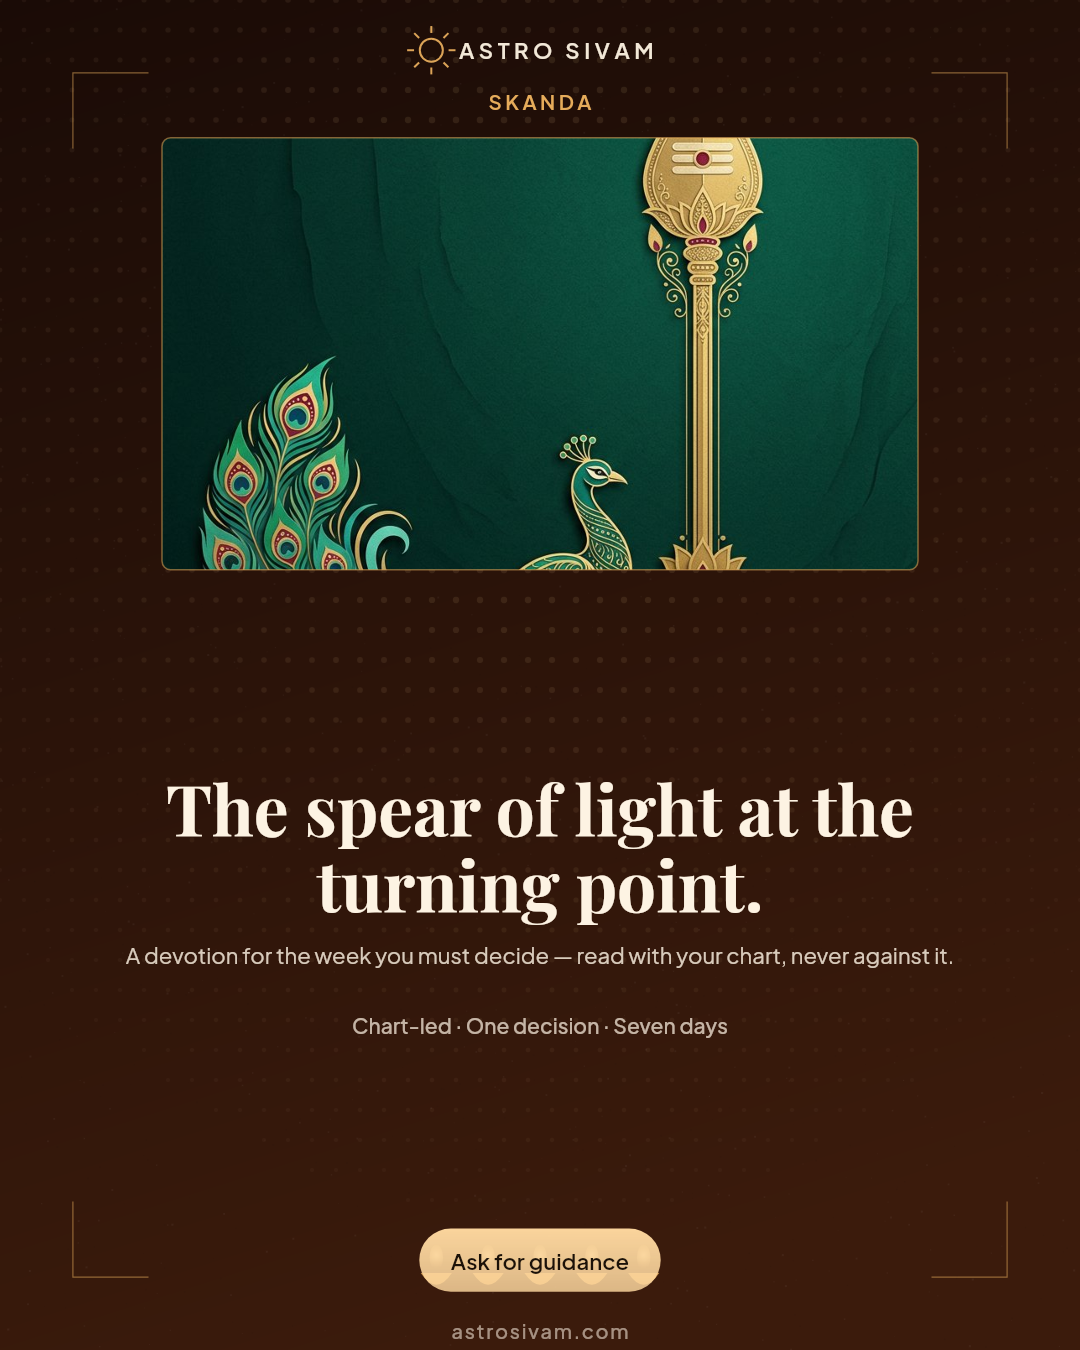 ASTRO SIVAM
SKANDA
The spear of light at the
turning point.
A devotion for the week you must decide — read with your chart, never against it.
Chart-led · One decision · Seven days
Ask for guidance
astrosivam.com